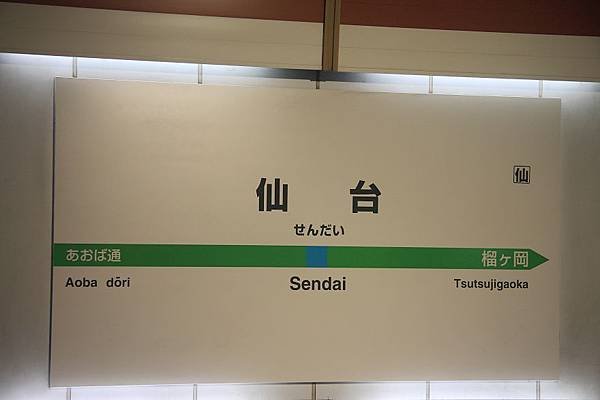 仙
仙台
せんだい
あおば通
榴ヶ岡
Aoba dōri
Sendai
Tsutsujigaoka